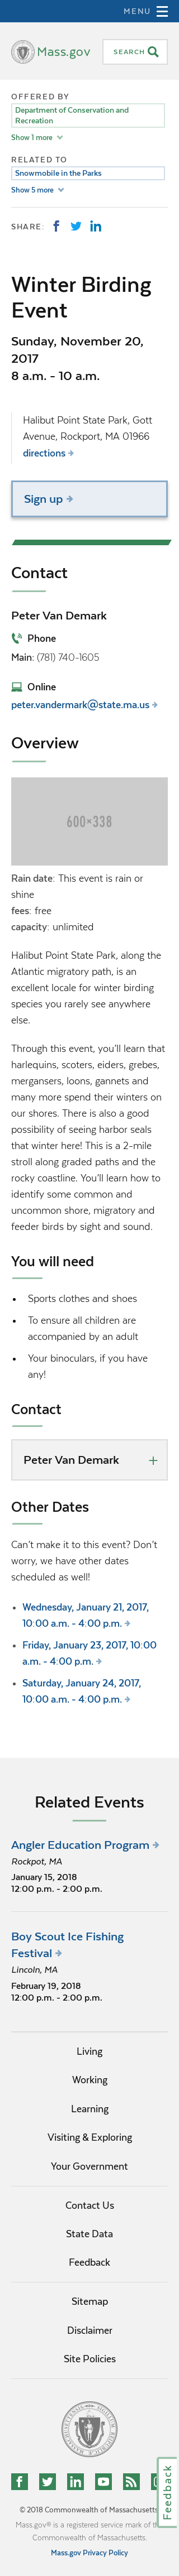 MENU
Mass.gov
SEARCH
OFFERED BY
Department of Conservation and
Recreation
Show 1 more
RELATED TO
Snowmobile in the Parks
Show 5 more
SHARE:
Winter Birding
Event
Sunday, November 20,
2017
8 a.m. - 10 a.m.
Halibut Point State Park, Gott
Avenue, Rockport, MA 01966
directions
Sign up
Contact
Peter Van Demark
Phone
Main: (781) 740-1605
Online
peter.vandermark@state.ma.us
Overview
600×338
Rain date: This event is rain or
shine
fees: free
capacity: unlimited
Halibut Point State Park, along the
Atlantic migratory path, is an
excellent locale for winter birding
species you rarely see anywhere
else.
Through this event, you'll learn that
harlequins, scoters, eiders, grebes,
mergansers, loons, gannets and
many more spend their winters on
our shores. There is also a good
possibility of seeing harbor seals
that winter here! This is a 2-mile
stroll along graded paths and the
rocky coastline. You'll learn how to
identify some common and
uncommon shore, migratory and
feeder birds by sight and sound.
You will need
• Sports clothes and shoes
• To ensure all children are
accompanied by an adult
• Your binoculars, if you have
any!
Contact
Peter Van Demark +
Other Dates
Can't make it to this event? Don't
worry, we have other dates
scheduled as well!
• Wednesday, January 21, 2017,
10:00 a.m. - 4:00 p.m.
• Friday, January 23, 2017, 10:00
a.m. - 4:00 p.m.
• Saturday, January 24, 2017,
10:00 a.m. - 4:00 p.m.
Related Events
Angler Education Program
Rockpot, MA
January 15, 2018
12:00 p.m. - 2:00 p.m.
Boy Scout Ice Fishing
Festival
Lincoln, MA
February 19, 2018
12:00 p.m. - 2:00 p.m.
Living
Working
Learning
Visiting & Exploring
Your Government
Contact Us
State Data
Feedback
Sitemap
Disclaimer
Site Policies
Feedback
© 2018 Commonwealth of Massachusetts
Mass.gov® is a registered service mark of the
Commonwealth of Massachusetts.
Mass.gov Privacy Policy